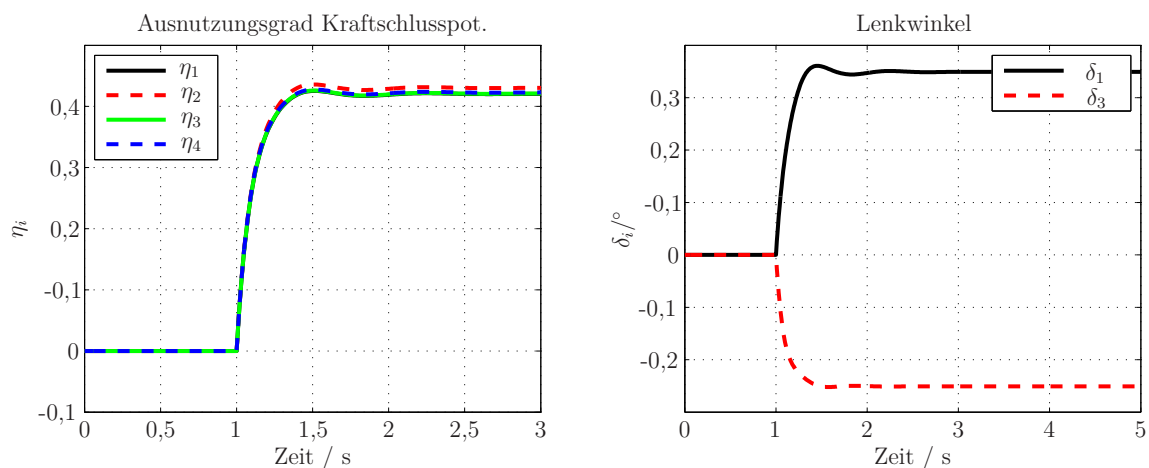 Ausnutzungsgrad Kraftschlusspot.
η1
η2
η3
η4
0,4
0,3
0,2
-0,1
0
-0,1
0
0,5
1
1,5
2
2,5
3
Zeit / s
ηi
Lenkwinkel
δ1
δ3
0,3
0,2
-0,1
0
-0,1
-0,2
0
1
2
3
4
5
Zeit / s
δi/°